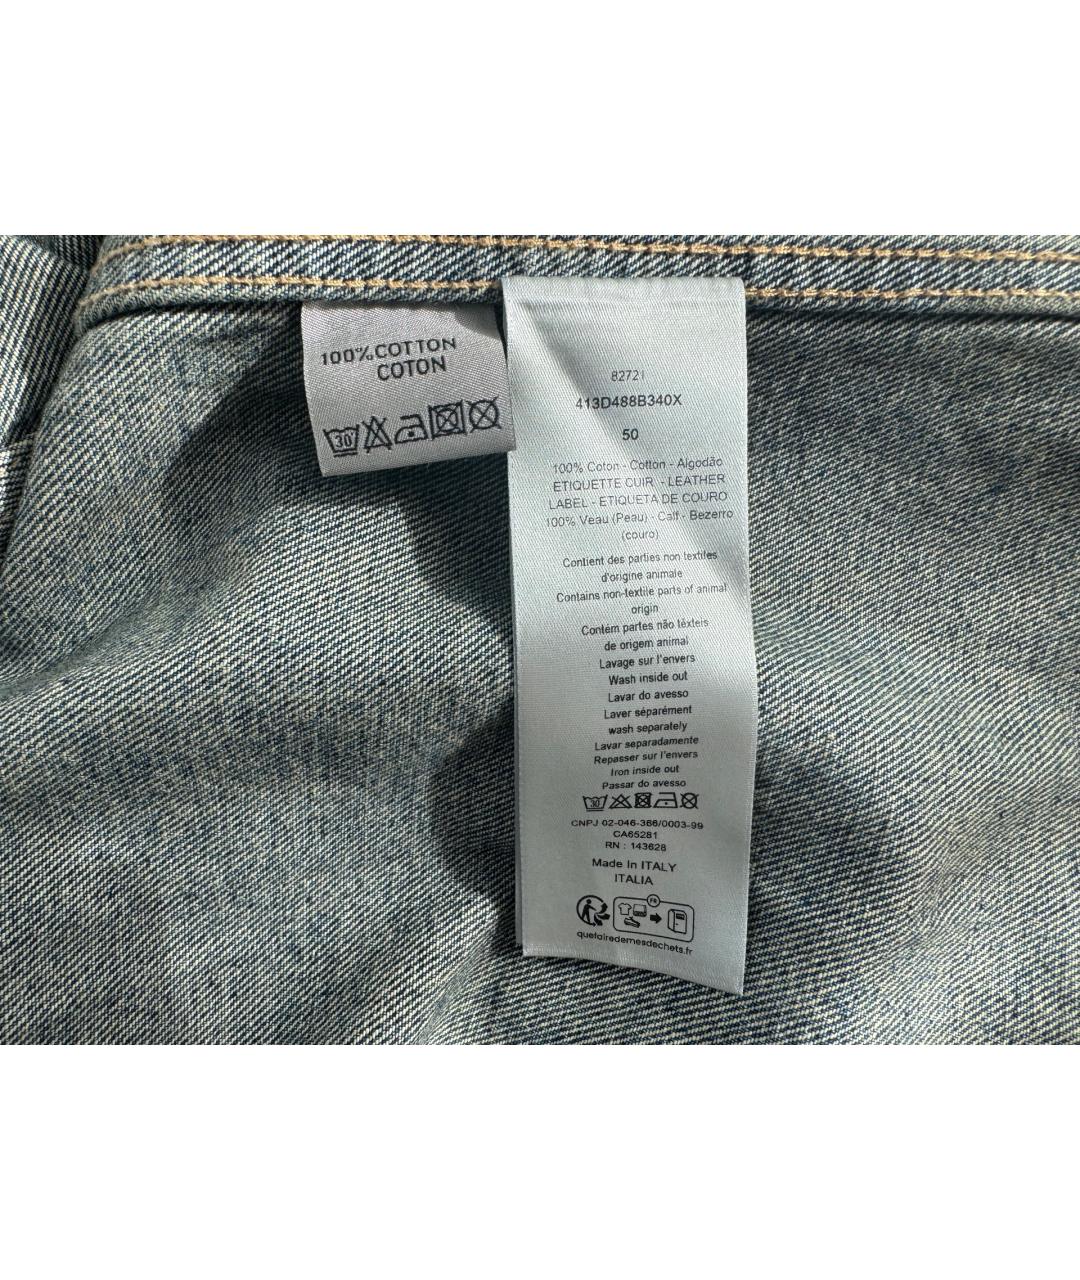 100%COTTON
COTON
30°
82721
413D488B340X
50
100% Coton - Cotton - Algodão
ETIQUETTE CUIR - LEATHER
LABEL - ETIQUETA DE COURO
100% Veau (Peau) - Calf - Bezerro
(couro)
Contient des parties non textiles
d'origine animale
Contains non-textile parts of animal
origin
Contém partes não têxteis
de origem animal
Lavage sur l'envers
Wash inside out
Lavar do avesso
Laver séparément
wash separately
Lavar separadamente
Repasser sur l'envers
Iron inside out
Passar do avesso
30
CNPJ 02-046-366/0003-99
CA65281
RN : 143628
Made In ITALY
ITALIA
FR
quefairedemesdechets.fr